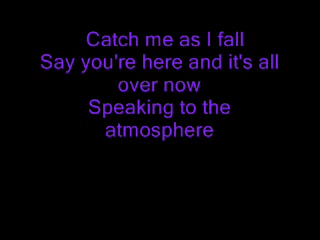 Catch me as I fall
Say you're here and it's all
over now
Speaking to the
atmosphere